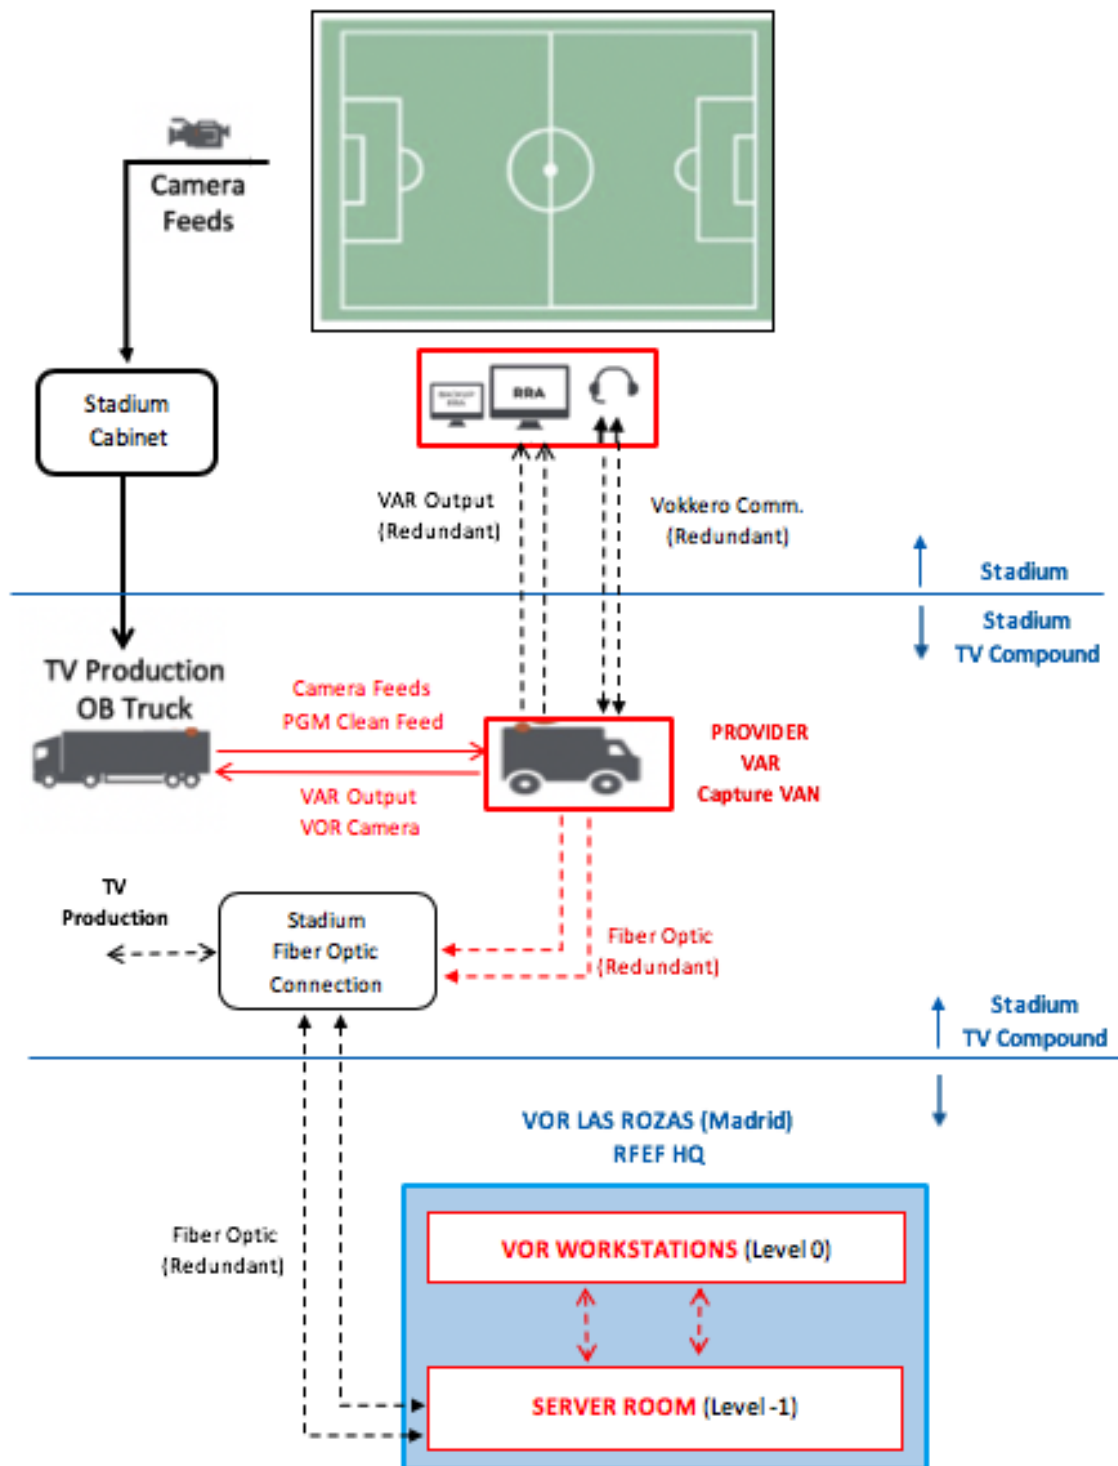 Camera
Feeds
Stadium
Cabinet
BACKUP
RRA
RRA
VAR Output
(Redundant)
Vokkero Comm.
(Redundant)
Stadium
Stadium
TV Compound
TV Production
OB Truck
Camera Feeds
PGM Clean Feed
VAR Output
VOR Camera
PROVIDER
VAR
Capture VAN
TV
Production
Stadium
Fiber Optic
Connection
Fiber Optic
(Redundant)
Stadium
TV Compound
VOR LAS ROZAS (Madrid)
RFEF HQ
Fiber Optic
(Redundant)
VOR WORKSTATIONS (Level 0)
SERVER ROOM (Level -1)